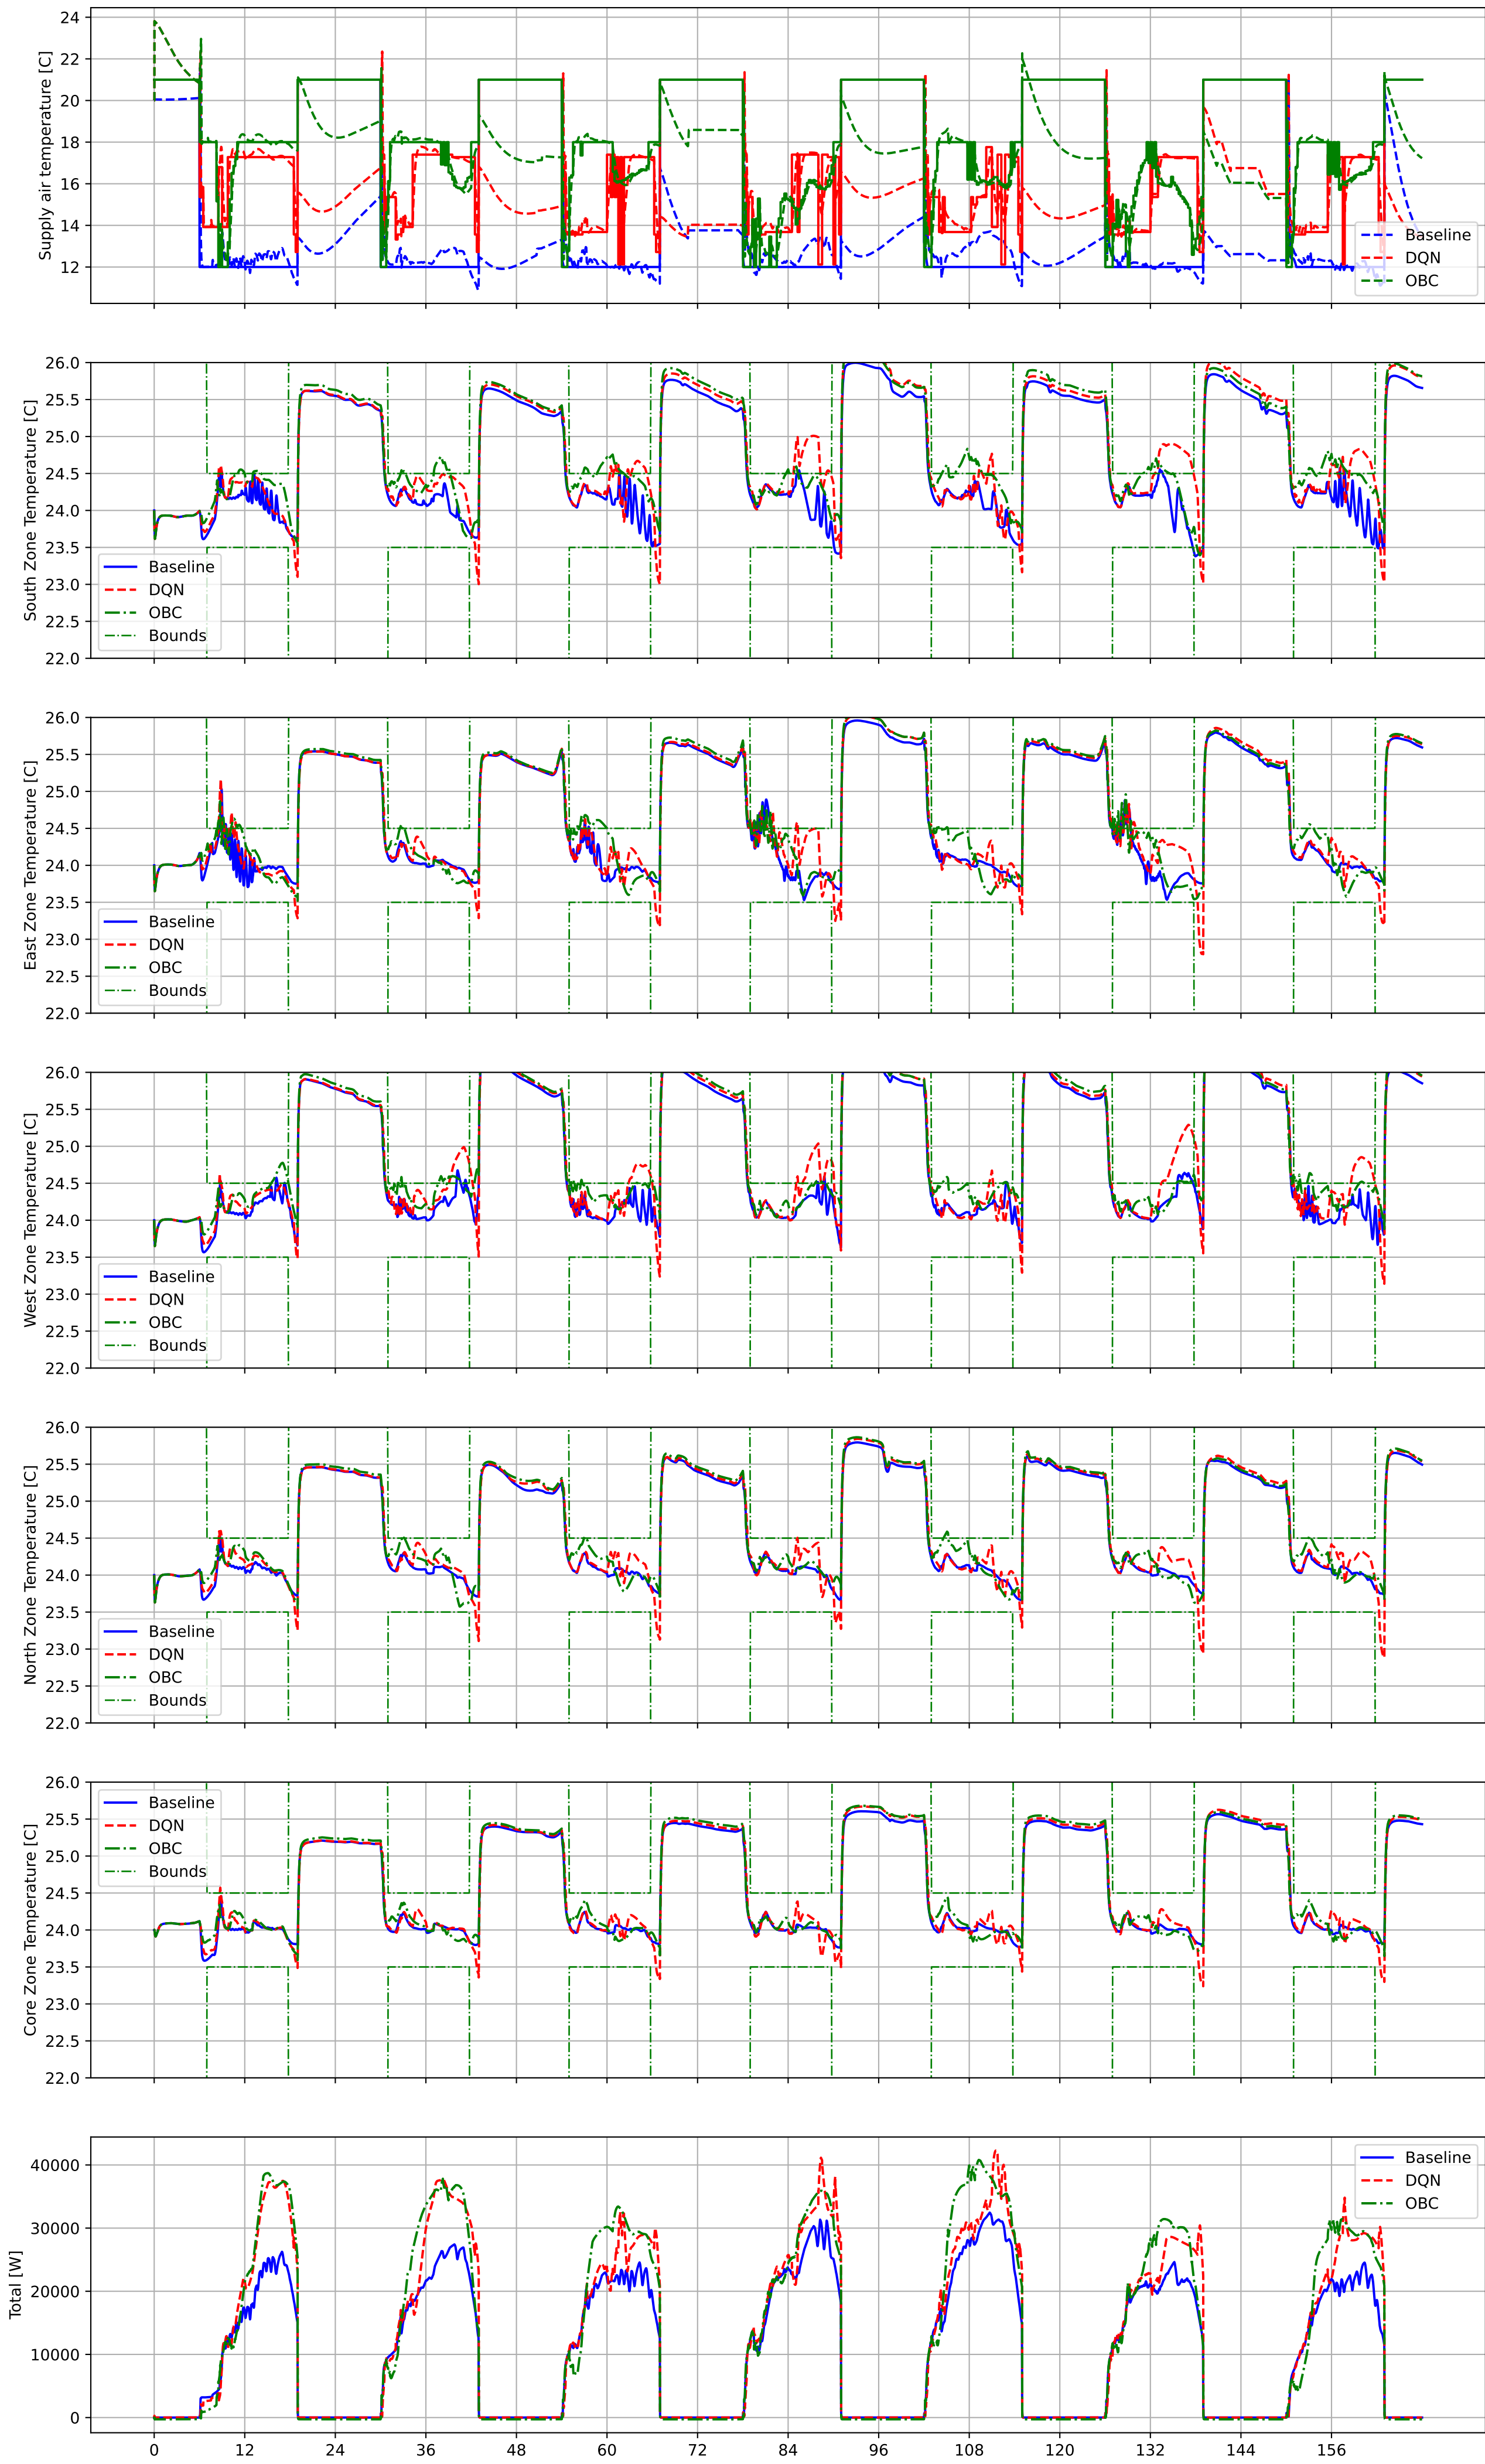 Supply air temperature [C]
24
22
20
18
16
14
12
Baseline
DQN
OBC
South Zone Temperature [C]
26.0
25.5
25.0
24.5
24.0
23.5
23.0
22.5
22.0
Baseline
DQN
OBC
Bounds
East Zone Temperature [C]
26.0
25.5
25.0
24.5
24.0
23.5
23.0
22.5
22.0
Baseline
DQN
OBC
Bounds
West Zone Temperature [C]
26.0
25.5
25.0
24.5
24.0
23.5
23.0
22.5
22.0
Baseline
DQN
OBC
Bounds
North Zone Temperature [C]
26.0
25.5
25.0
24.5
24.0
23.5
23.0
22.5
22.0
Baseline
DQN
OBC
Bounds
Core Zone Temperature [C]
26.0
25.5
25.0
24.5
24.0
23.5
23.0
22.5
22.0
Baseline
DQN
OBC
Bounds
Total [W]
40000
30000
20000
10000
0
Baseline
DQN
OBC
0 12 24 36 48 60 72 84 96 108 120 132 144 156